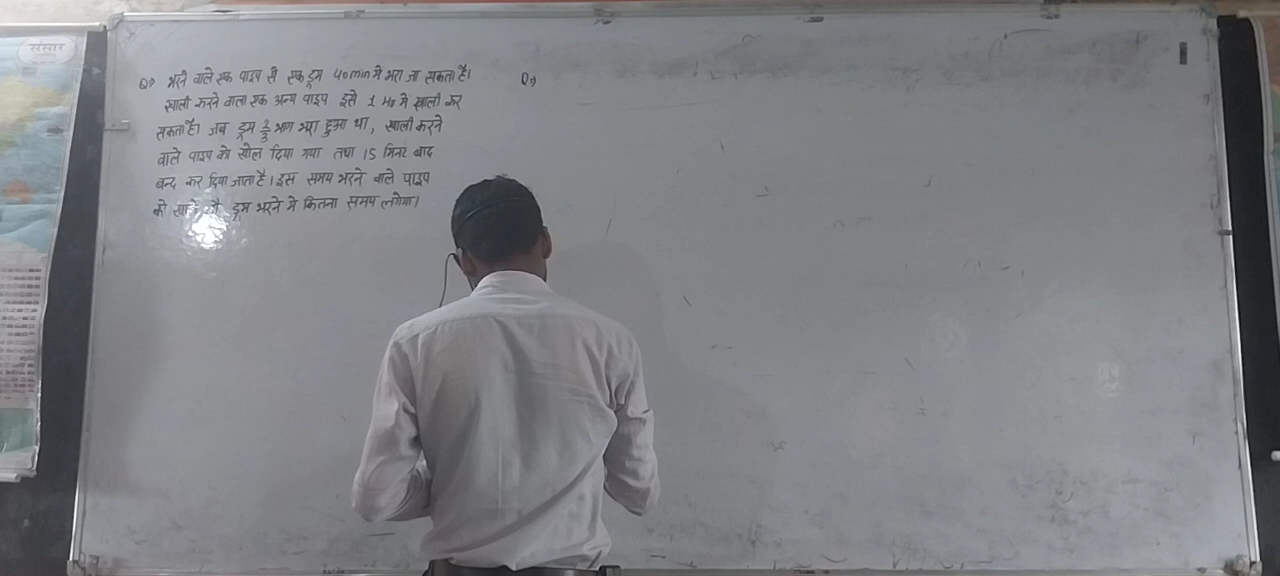 संस्कार
Q→ भरने वाले एक पाइप से एक ड्रम 40 min मे भरा जा सकता है।
खाली करने वाला एक अन्य पाइप इसे 1 Hr मे खाली कर
सकता है। जब ड्रम 2/3 भाग भरा हुआ था, खाली करने
वाले पाइप को खोल दिया गया तथा 15 मिनट बाद
बन्द कर दिया जाता है। इस समय भरने वाले पाइप
को ड्रम भरने मे कितना समय लगेगा।
Q→